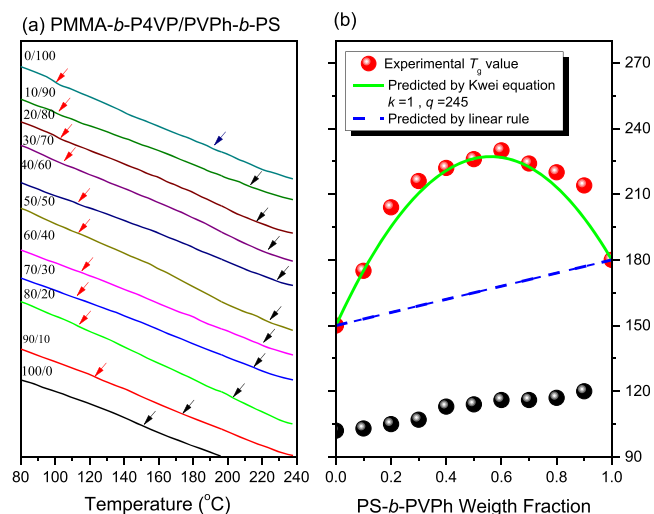 (a) PMMA-b-P4VP/PVPh-b-PS
0/100
10/90
20/80
30/70
40/60
50/50
60/40
70/30
80/20
90/10
100/0
80 100 120 140 160 180 200 220 240
Temperature (°C)
(b)
Experimental Tg value
Predicted by Kwei equation
k =1 , q =245
Predicted by linear rule
270
240
210
180
150
120
90
0.0 0.2 0.4 0.6 0.8 1.0
PS-b-PVPh Weigth Fraction